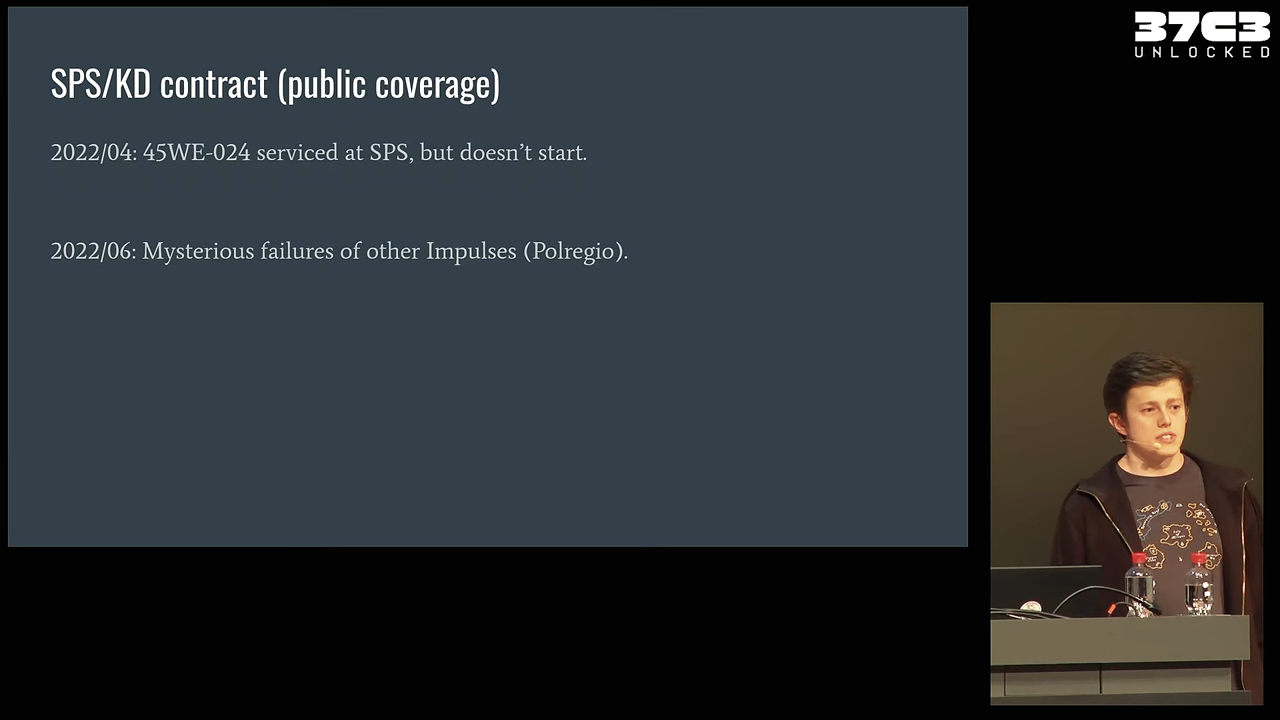 SPS/KD contract (public coverage)
2022/04: 45WE-024 serviced at SPS, but doesn’t start.
2022/06: Mysterious failures of other Impulses (Polregio).
37C3
UNLOCKED